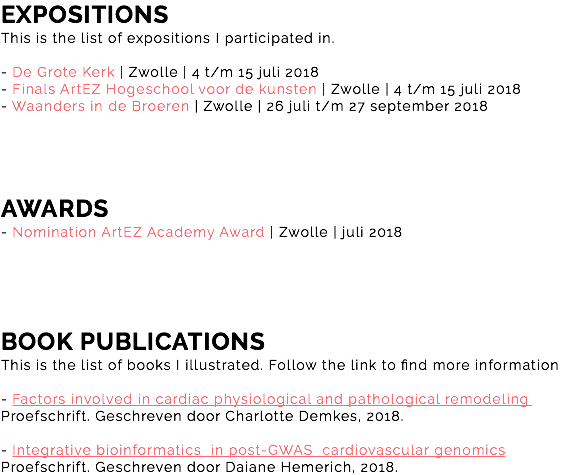 EXPOSITIONS
This is the list of expositions I participated in.
- De Grote Kerk | Zwolle | 4 t/m 15 juli 2018
- Finals ArtEZ Hogeschool voor de kunsten | Zwolle | 4 t/m 15 juli 2018
- Waanders in de Broeren | Zwolle | 26 juli t/m 27 september 2018
AWARDS
- Nomination ArtEZ Academy Award | Zwolle | juli 2018
BOOK PUBLICATIONS
This is the list of books I illustrated. Follow the link to find more information
- Factors involved in cardiac physiological and pathological remodeling
Proefschrift. Geschreven door Charlotte Demkes, 2018.
- Integrative bioinformatics  in post-GWAS  cardiovascular genomics
Proefschrift. Geschreven door Daiane Hemerich, 2018.